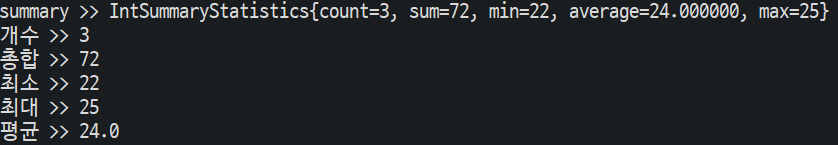 summary >> IntSummaryStatistics{count=3, sum=72, min=22, average=24.000000, max=25}
개수 >> 3
총합 >> 72
최소 >> 22
최대 >> 25
평균 >> 24.0